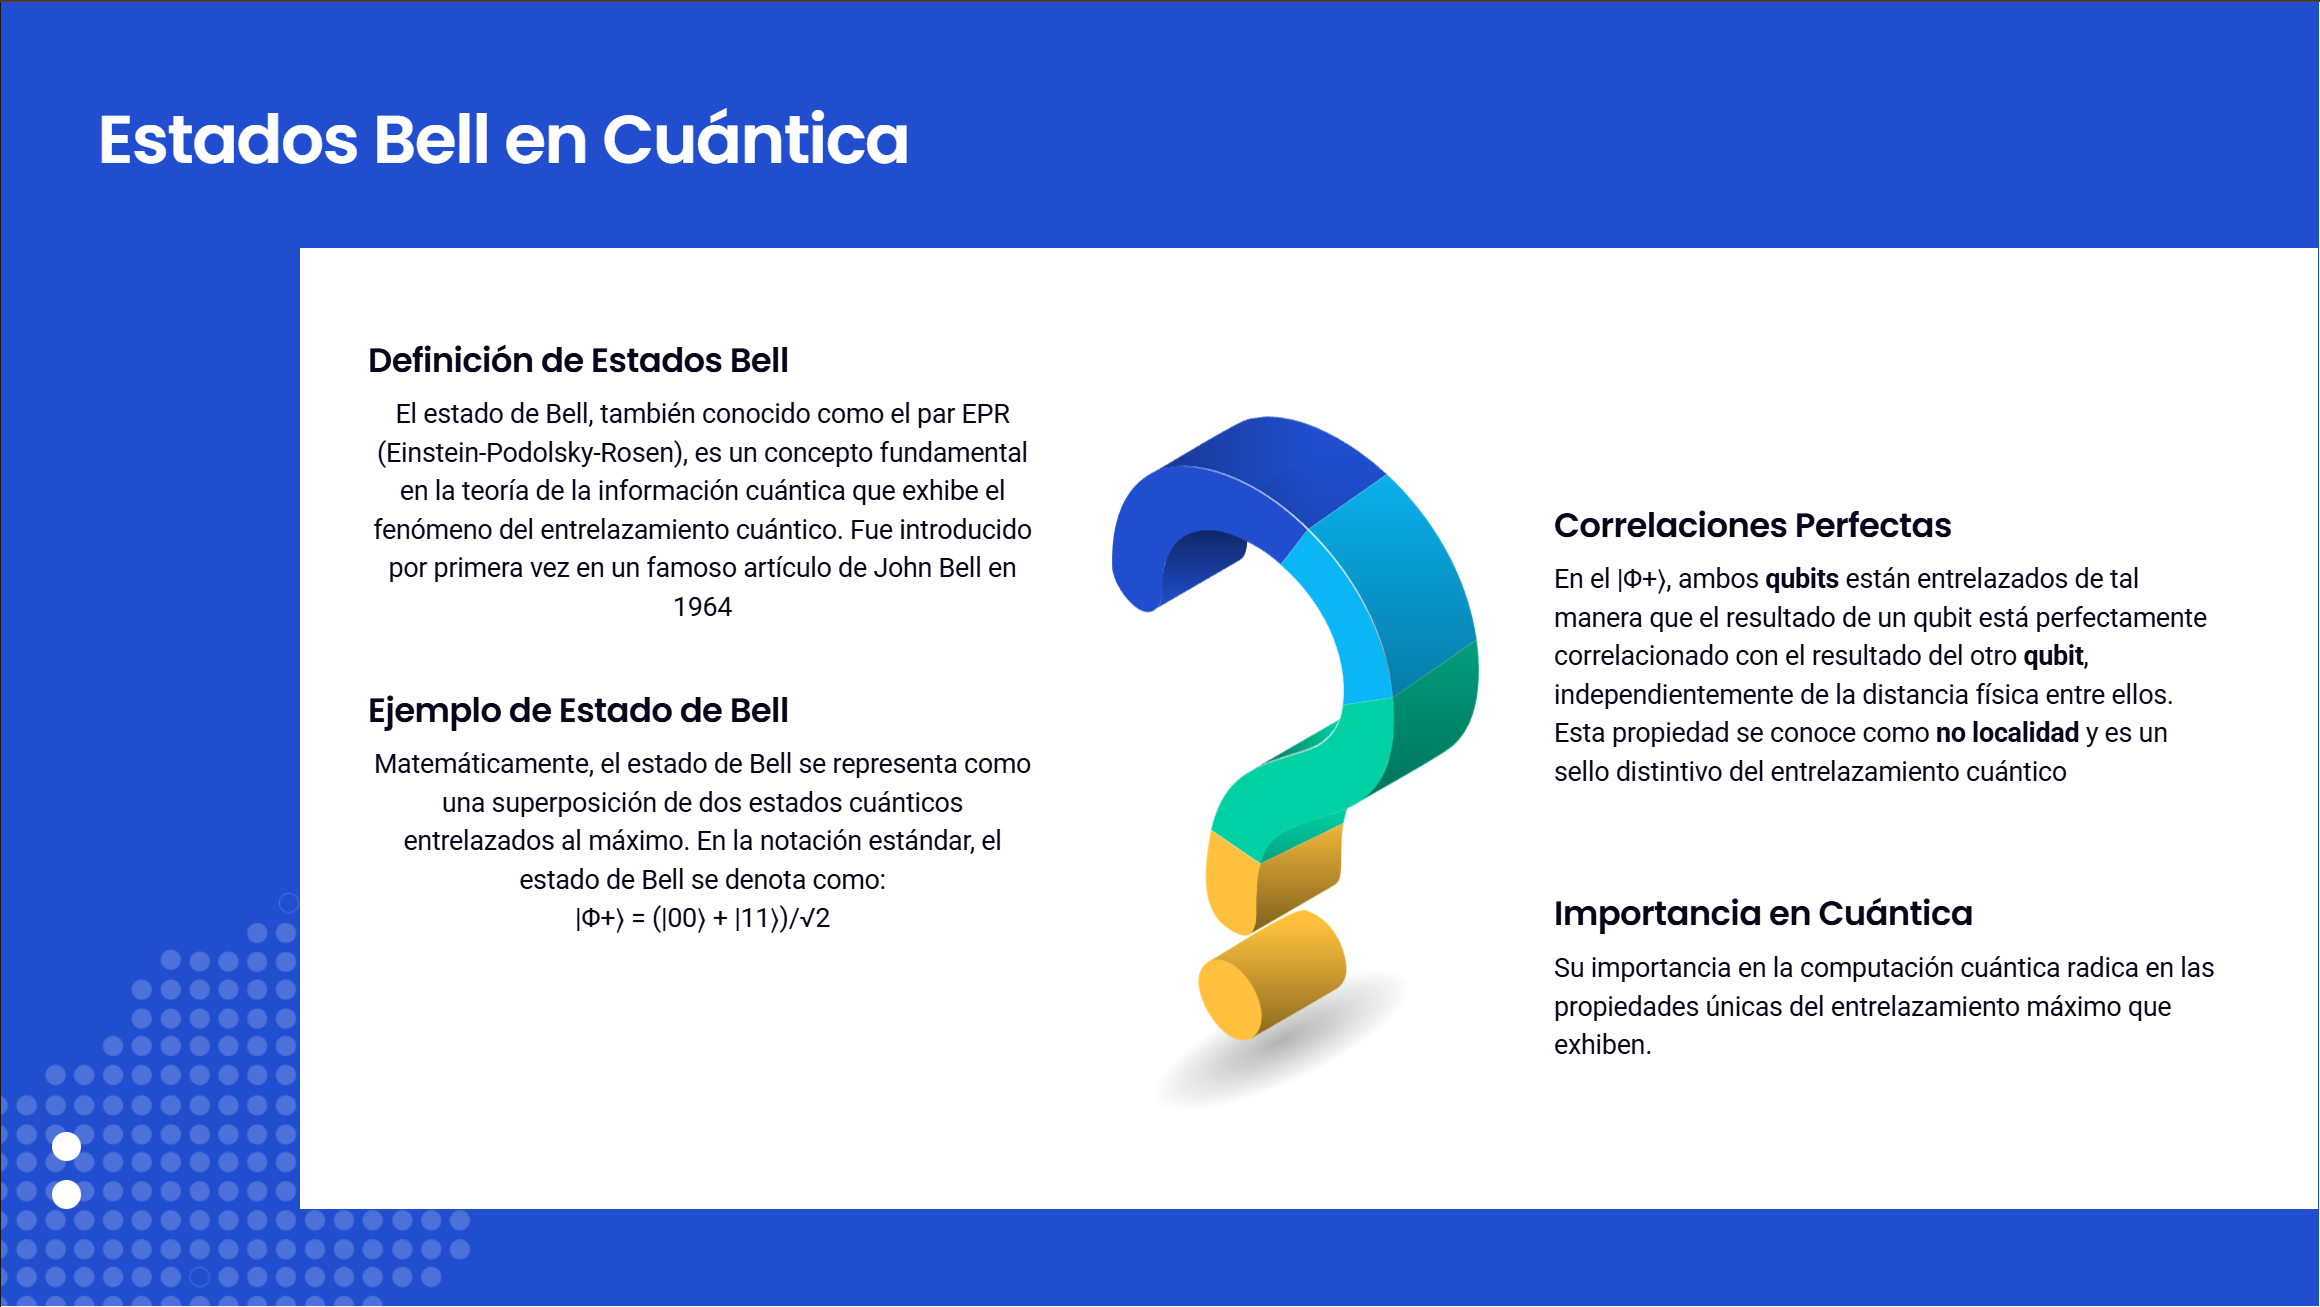 Estados Bell en Cuántica
Definición de Estados Bell
El estado de Bell, también conocido como el par EPR
(Einstein-Podolsky-Rosen), es un concepto fundamental
en la teoría de la información cuántica que exhibe el
fenómeno del entrelazamiento cuántico. Fue introducido
por primera vez en un famoso artículo de John Bell en
1964
Ejemplo de Estado de Bell
Matemáticamente, el estado de Bell se representa como
una superposición de dos estados cuánticos
entrelazados al máximo. En la notación estándar, el
estado de Bell se denota como:
|Φ+⟩ = (|00⟩ + |11⟩)/√2
Correlaciones Perfectas
En el |Φ+⟩, ambos qubits están entrelazados de tal
manera que el resultado de un qubit está perfectamente
correlacionado con el resultado del otro qubit,
independientemente de la distancia física entre ellos.
Esta propiedad se conoce como no localidad y es un
sello distintivo del entrelazamiento cuántico
Importancia en Cuántica
Su importancia en la computación cuántica radica en las
propiedades únicas del entrelazamiento máximo que
exhiben.